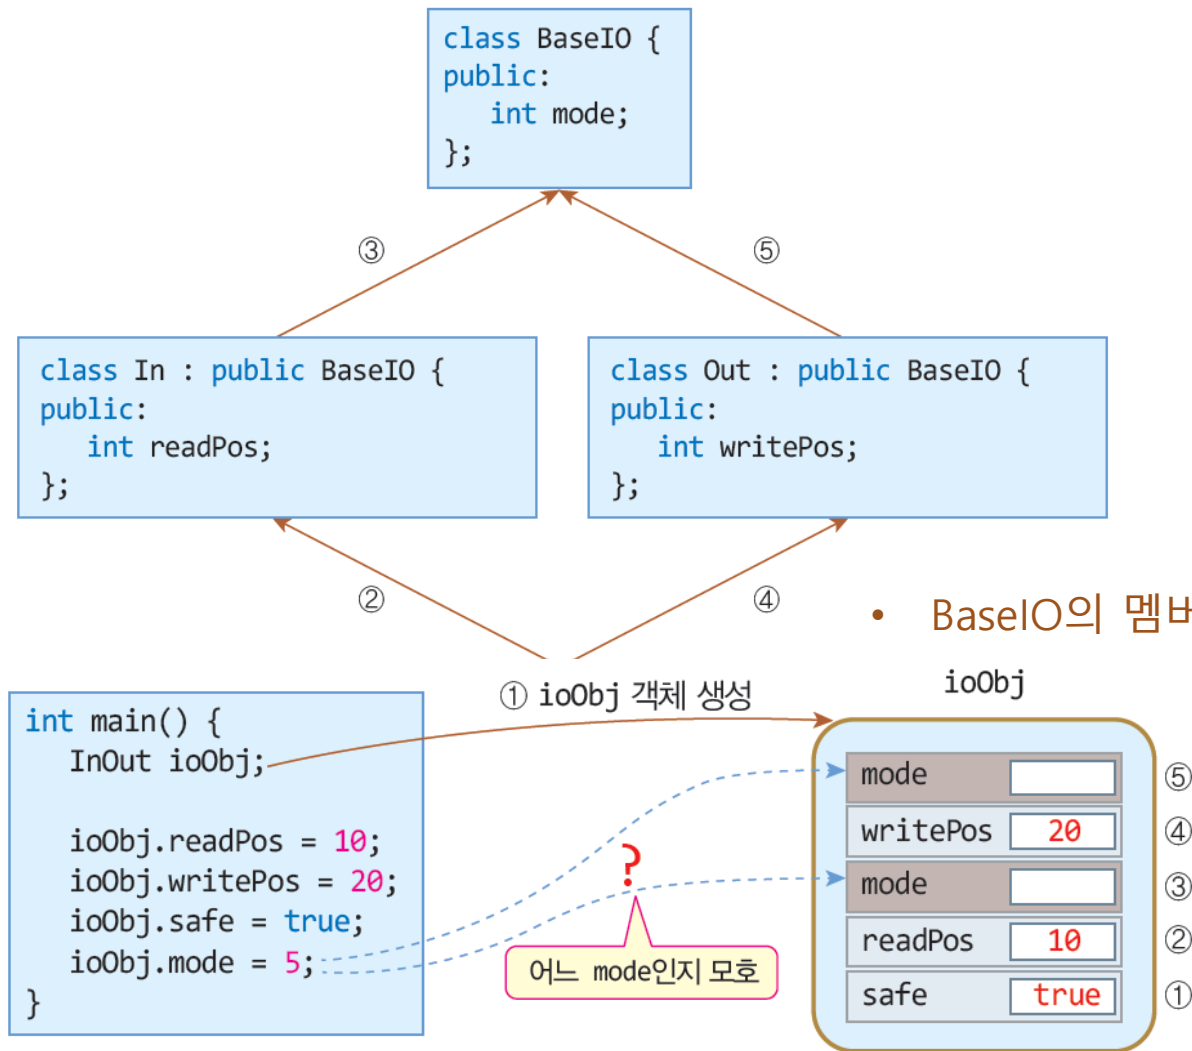 class BaseIO {
public:
int mode;
};
③
⑤
class In : public BaseIO {
public:
int readPos;
};
class Out : public BaseIO {
public:
int writePos;
};
②
④
• BaseIO의
① ioObj 객체 생성
ioObj
int main() {
InOut ioObj;
ioObj.readPos = 10;
ioObj.writePos = 20;
ioObj.safe = true;
ioObj.mode = 5;
}
?
어느 mode인지 모호
mode ⑤
writePos 20 ④
mode ③
readPos 10 ②
safe true ①